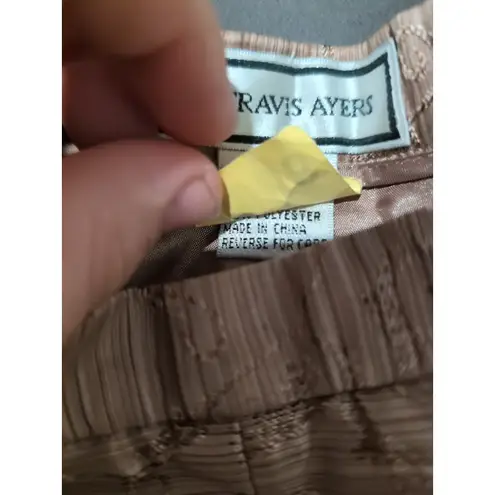 TRAVIS AYERS
POLYESTER
MADE IN CHINA
REVERSE FOR CARE